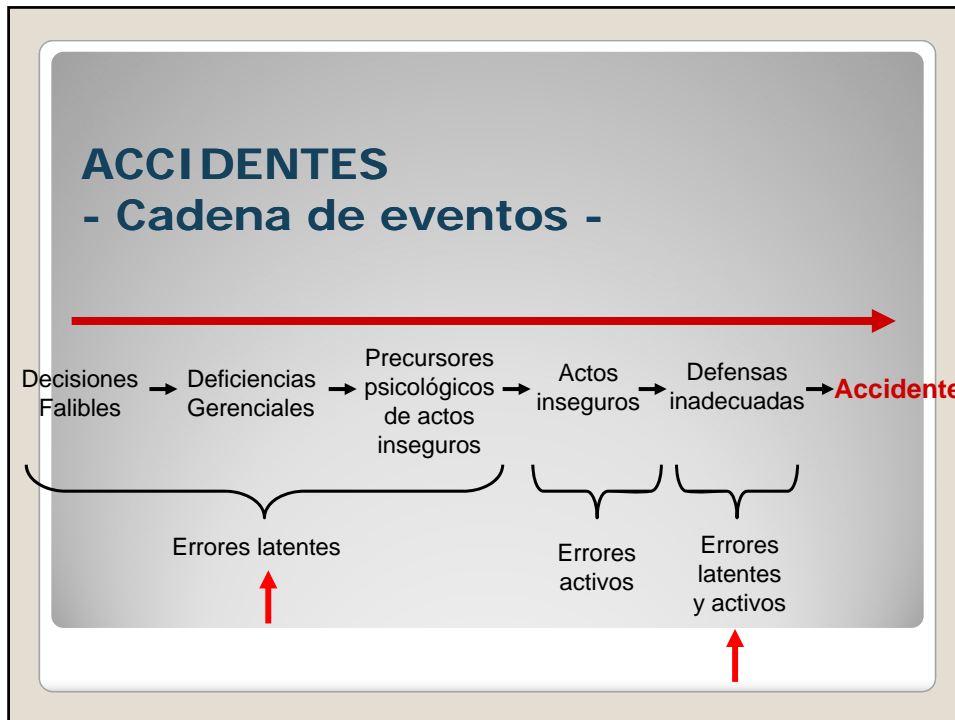 ACCIDENTES
- Cadena de eventos -
Decisiones
Falibles
Deficiencias
Gerenciales
Precursores
psicológicos
de actos
inseguros
Actos
inseguros
Defensas
inadecuadas
Accidente
Errores latentes
Errores
activos
Errores
latentes
y activos